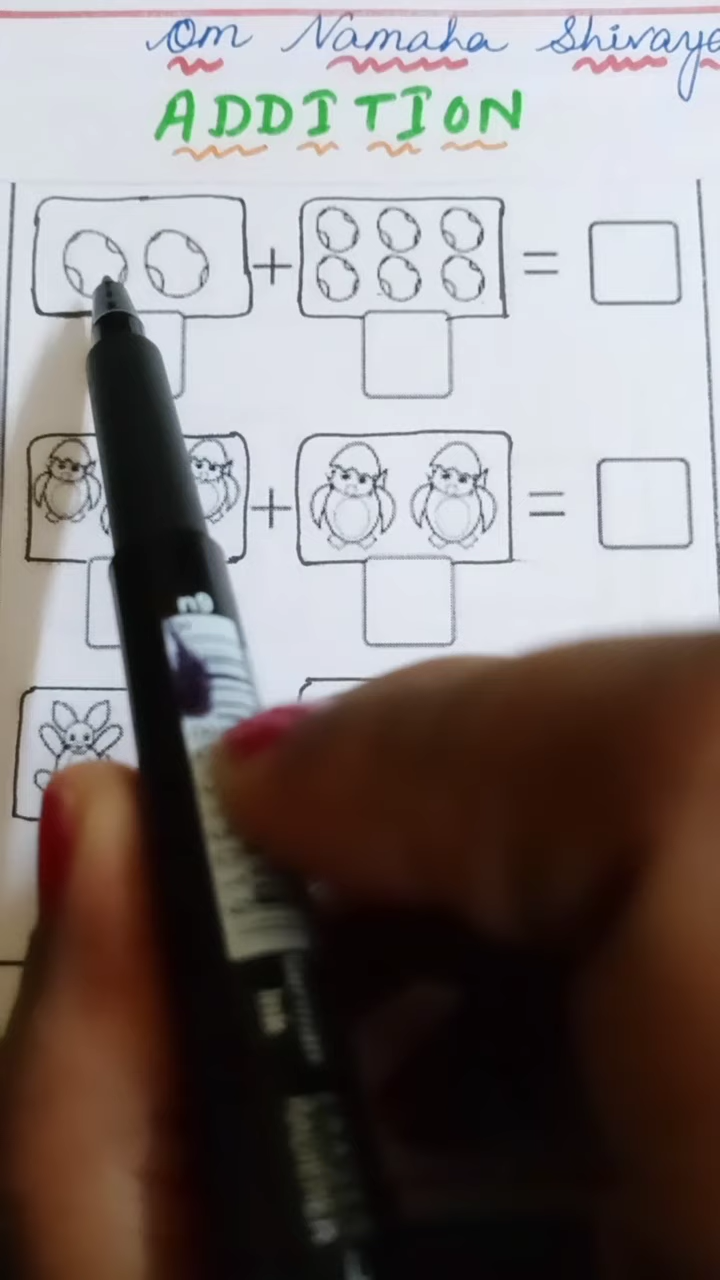 Om Namaha Shivaye
ADDITION
+ =
+ =